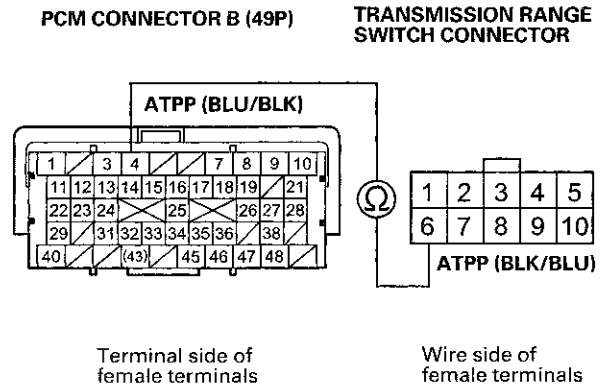 PCM CONNECTOR B (49P)
TRANSMISSION RANGE
SWITCH CONNECTOR
ATPP (BLU/BLK)
1 3 4 7 8 9 10
11 12 13 14 15 16 17 18 19 21
22 23 24 25 26 27 28
29 31 32 33 34 35 36 38
40 (43) 45 46 47 48
Ω
1 2 3 4 5
6 7 8 9 10
ATPP (BLK/BLU)
Terminal side of
female terminals
Wire side of
female terminals